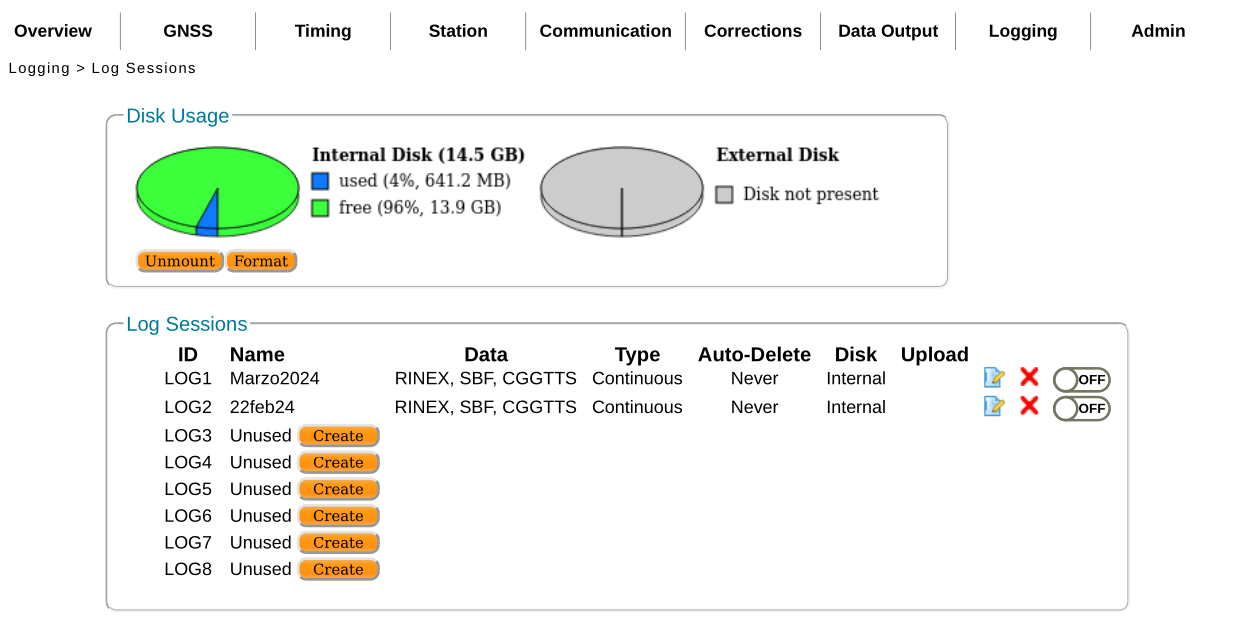 Overview GNSS Timing Station Communication Corrections Data Output Logging Admin
Logging > Log Sessions
Disk Usage
Internal Disk (14.5 GB)
used (4%, 641.2 MB)
free (96%, 13.9 GB)
Unmount Format
External Disk
Disk not present
Log Sessions
ID Name Data Type Auto-Delete Disk Upload
LOG1 Marzo2024 RINEX, SBF, CGGTTS Continuous Never Internal OFF
LOG2 22feb24 RINEX, SBF, CGGTTS Continuous Never Internal OFF
LOG3 Unused Create
LOG4 Unused Create
LOG5 Unused Create
LOG6 Unused Create
LOG7 Unused Create
LOG8 Unused Create